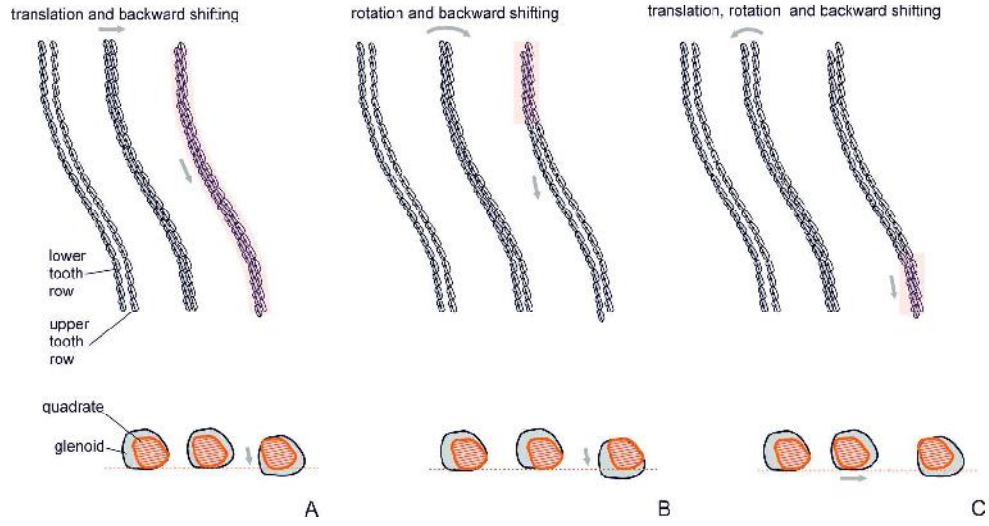 translation and backward shifting
rotation and backward shifting
translation, rotation and backward shifting
lower
tooth
row
upper
tooth
row
quadrate
glenoid
A
B
C